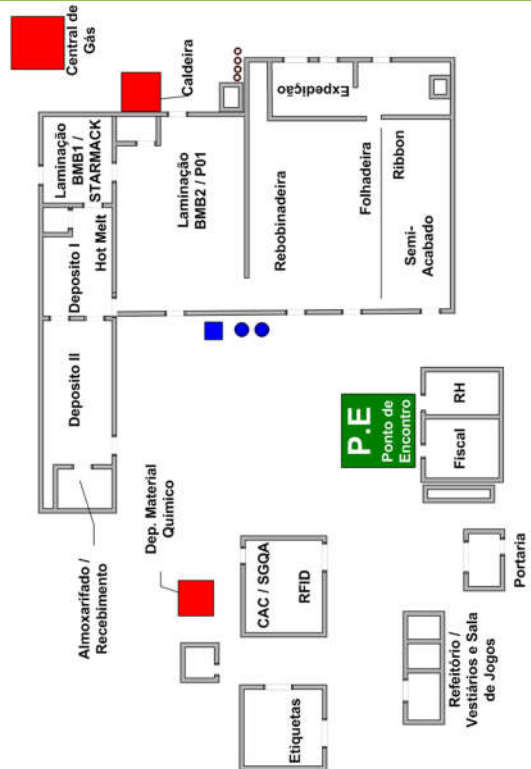 Central de
Gás
Caldeira
Laminação
BMB1 /
STARMACK
Hot Melt
Deposito I
Deposito II
Almoxarifado /
Recebimento
Laminação
BMB2 / P01
Rebobinadeira
Expedição
Folhadeira
Ribbon
Semi-
Acabado
P.E
Ponto de
Encontro
RH
Fiscal
Portaria
Dep. Material
Quimico
CAC / SGQA
RFID
Etiquetas
Refeitório /
Vestiários e Sala
de Jogos